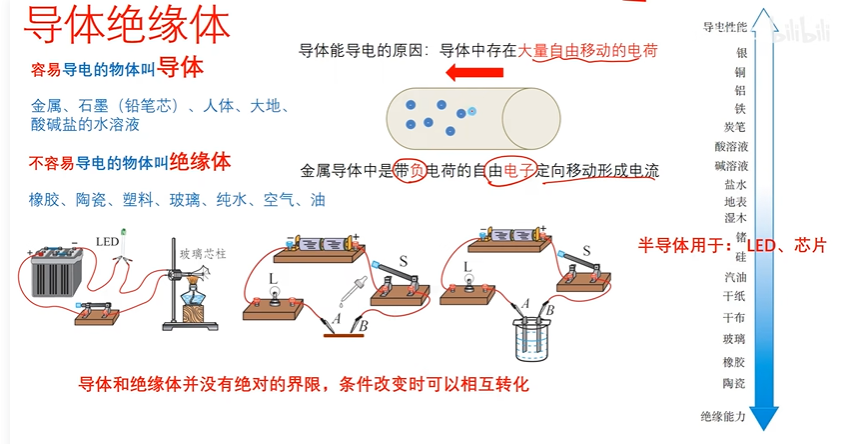 导体绝缘体
容易导电的物体叫导体
金属、石墨（铅笔芯）、人体、大地、
酸碱盐的水溶液
不容易导电的物体叫绝缘体
橡胶、陶瓷、塑料、玻璃、纯水、空气、油
导体能导电的原因：导体中存在大量自由移动的电荷
金属导体中是带负电荷的自由电子定向移动形成电流
LED
玻璃芯柱
+
−
L
S
A
B
−
+
L
S
A
B
−
+
导体和绝缘体并没有绝对的界限，条件改变时可以相互转化
半导体用于：LED、芯片
导电性能
bilibili
银
铜
铝
铁
炭笔
酸溶液
碱溶液
盐水
地表
湿木
锗
硅
汽油
干纸
干布
玻璃
橡胶
陶瓷
绝缘能力